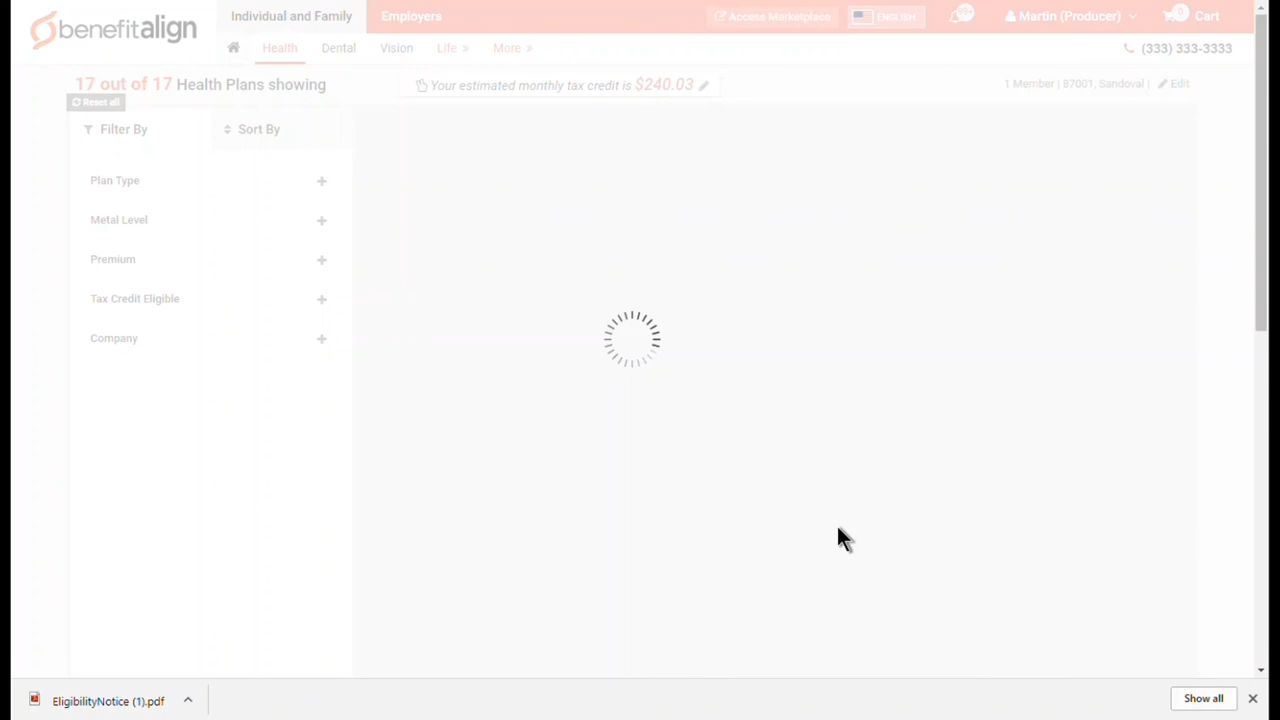 benefitalign
Individual and Family
Employers
Access Marketplace
ENGLISH
99+
Martin (Producer)
0
Cart
Health
Dental
Vision
Life »
More »
(333) 333-3333
17 out of 17 Health Plans showing
Your estimated monthly tax credit is $240.03
1 Member | 87001, Sandoval |
Edit
Reset all
Filter By
Sort By
Plan Type
Metal Level
Premium
Tax Credit Eligible
Company
EligibilityNotice (1).pdf
Show all